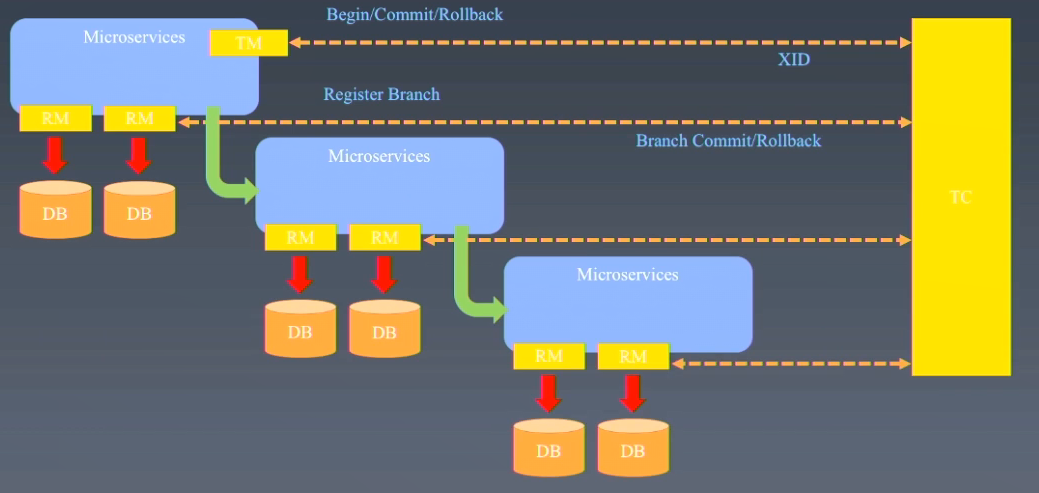 Begin/Commit/Rollback
Microservices
TM
XID
Register Branch
RM
RM
Branch Commit/Rollback
Microservices
TC
DB
DB
RM
RM
Microservices
DB
DB
RM
RM
DB
DB